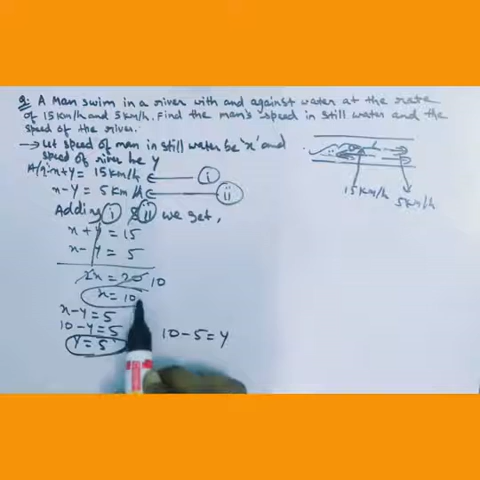 Q: A Man swim in a river with and against water at the rate
of 15 Km/h and 5 Km/h. Find the man's speed in still water and the
speed of the river.
→ Let speed of man in still water be 'x' and
speed of river be y
A/q x+y = 15 Km/h ← (i)
x-y = 5 Km/h ← (ii)
15 Km/h 5 Km/h
Adding (i) & (ii) we get,
x+y = 15
x-y = 5
2x = 20 10
x = 10
x-y = 5
10-y = 5 10-5 = y
y = 5